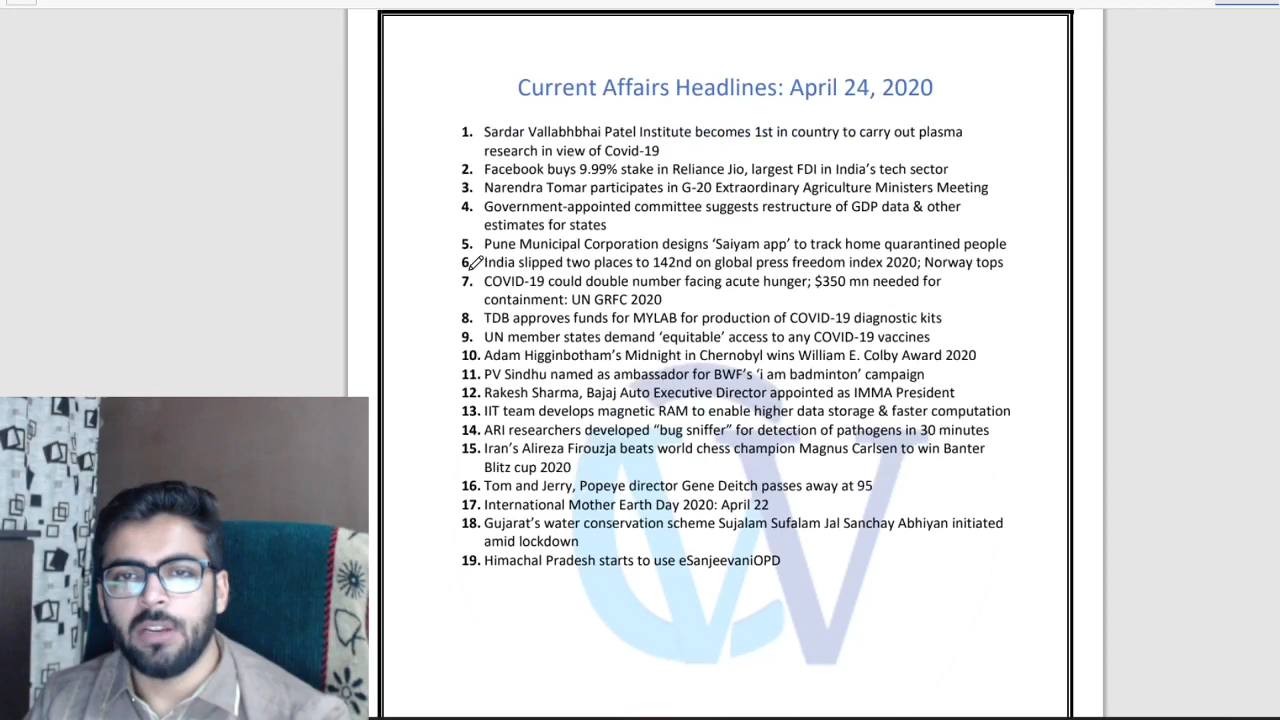 Current Affairs Headlines: April 24, 2020
1. Sardar Vallabhbhai Patel Institute becomes 1st in country to carry out plasma
research in view of Covid-19
2. Facebook buys 9.99% stake in Reliance Jio, largest FDI in India’s tech sector
3. Narendra Tomar participates in G-20 Extraordinary Agriculture Ministers Meeting
4. Government-appointed committee suggests restructure of GDP data & other
estimates for states
5. Pune Municipal Corporation designs ‘Saiyam app’ to track home quarantined people
6. India slipped two places to 142nd on global press freedom index 2020; Norway tops
7. COVID-19 could double number facing acute hunger; $350 mn needed for
containment: UN GRFC 2020
8. TDB approves funds for MYLAB for production of COVID-19 diagnostic kits
9. UN member states demand ‘equitable’ access to any COVID-19 vaccines
10. Adam Higginbotham’s Midnight in Chernobyl wins William E. Colby Award 2020
11. PV Sindhu named as ambassador for BWF’s ‘i am badminton’ campaign
12. Rakesh Sharma, Bajaj Auto Executive Director appointed as IMMA President
13. IIT team develops magnetic RAM to enable higher data storage & faster computation
14. ARI researchers developed “bug sniffer” for detection of pathogens in 30 minutes
15. Iran’s Alireza Firouzja beats world chess champion Magnus Carlsen to win Banter
Blitz cup 2020
16. Tom and Jerry, Popeye director Gene Deitch passes away at 95
17. International Mother Earth Day 2020: April 22
18. Gujarat’s water conservation scheme Sujalam Sufalam Jal Sanchay Abhiyan initiated
amid lockdown
19. Himachal Pradesh starts to use eSanjeevaniOPD